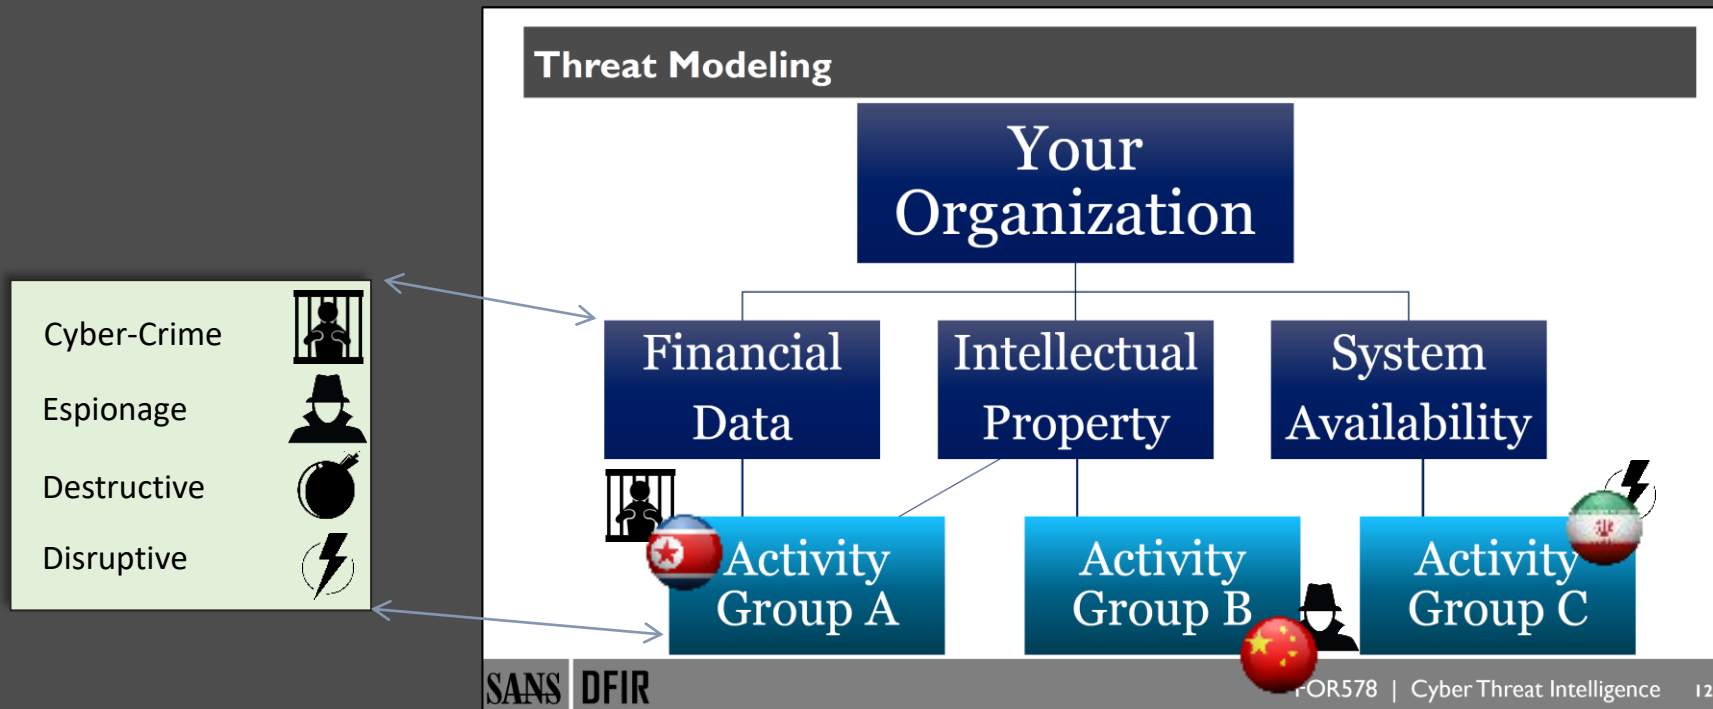 Threat Modeling
Your
Organization
Cyber-Crime
Espionage
Destructive
Disruptive
Financial
Data
Intellectual
Property
System
Availability
Activity
Group A
Activity
Group B
Activity
Group C
SANS DFIR
FOR578 | Cyber Threat Intelligence 12